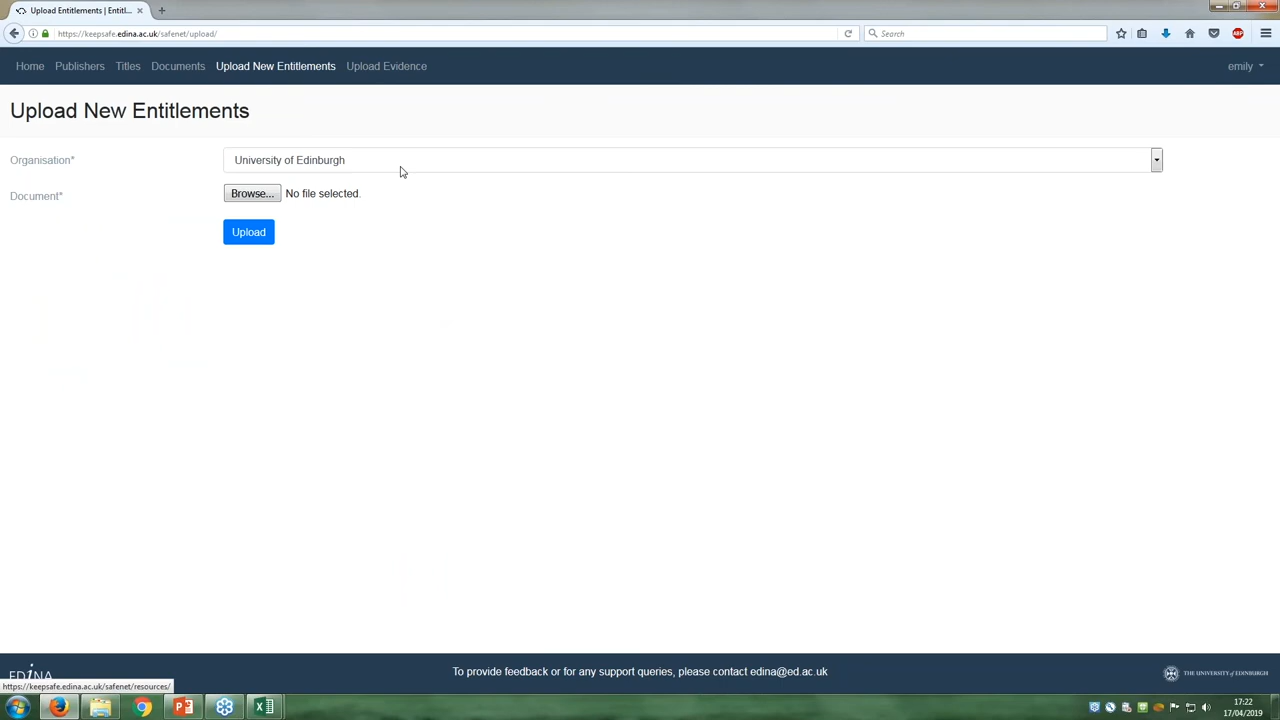 Upload New Entitlements | Entitl...
https://keepsafe.edina.ac.uk/safenet/upload/
Search
ABP
Home Publishers Titles Documents Upload New Entitlements Upload Evidence emily
Upload New Entitlements
Organisation* University of Edinburgh
Document* Browse... No file selected.
Upload
EDINA To provide feedback or for any support queries, please contact edina@ed.ac.uk THE UNIVERSITY of EDINBURGH
https://keepsafe.edina.ac.uk/safenet/resources/
17:22
17/04/2019